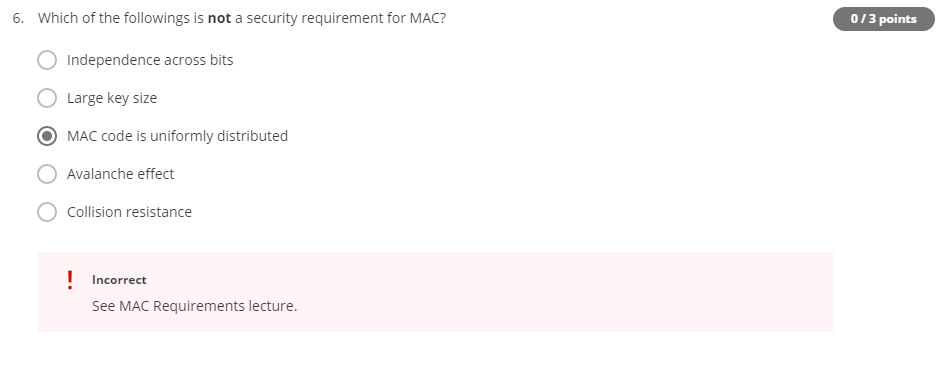 6. Which of the followings is not a security requirement for MAC?
0 / 3 points
Independence across bits
Large key size
MAC code is uniformly distributed
Avalanche effect
Collision resistance
! Incorrect
See MAC Requirements lecture.